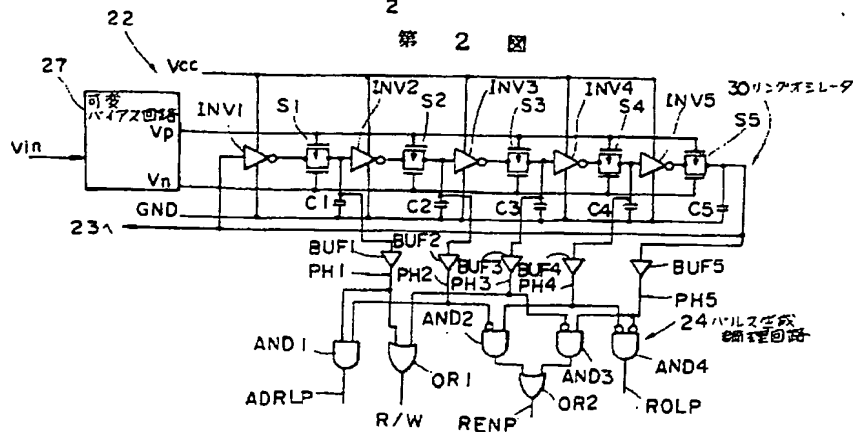 2
第 2 図
22
27
Vcc
可変
バイアス回路
Vp
Vn
Vin
GND
23へ
INV1
S1
INV2
S2
INV3
S3
INV4
S4
INV5
S5
30リングオシレータ
C1
C2
C3
C4
C5
BUF1
BUF2
BUF3
BUF4
BUF5
PH1
PH2
PH3
PH4
PH5
AND1
OR1
AND2
AND3
AND4
24パルス生成
論理回路
ADRLP
R/W
OR2
RENP
ROLP